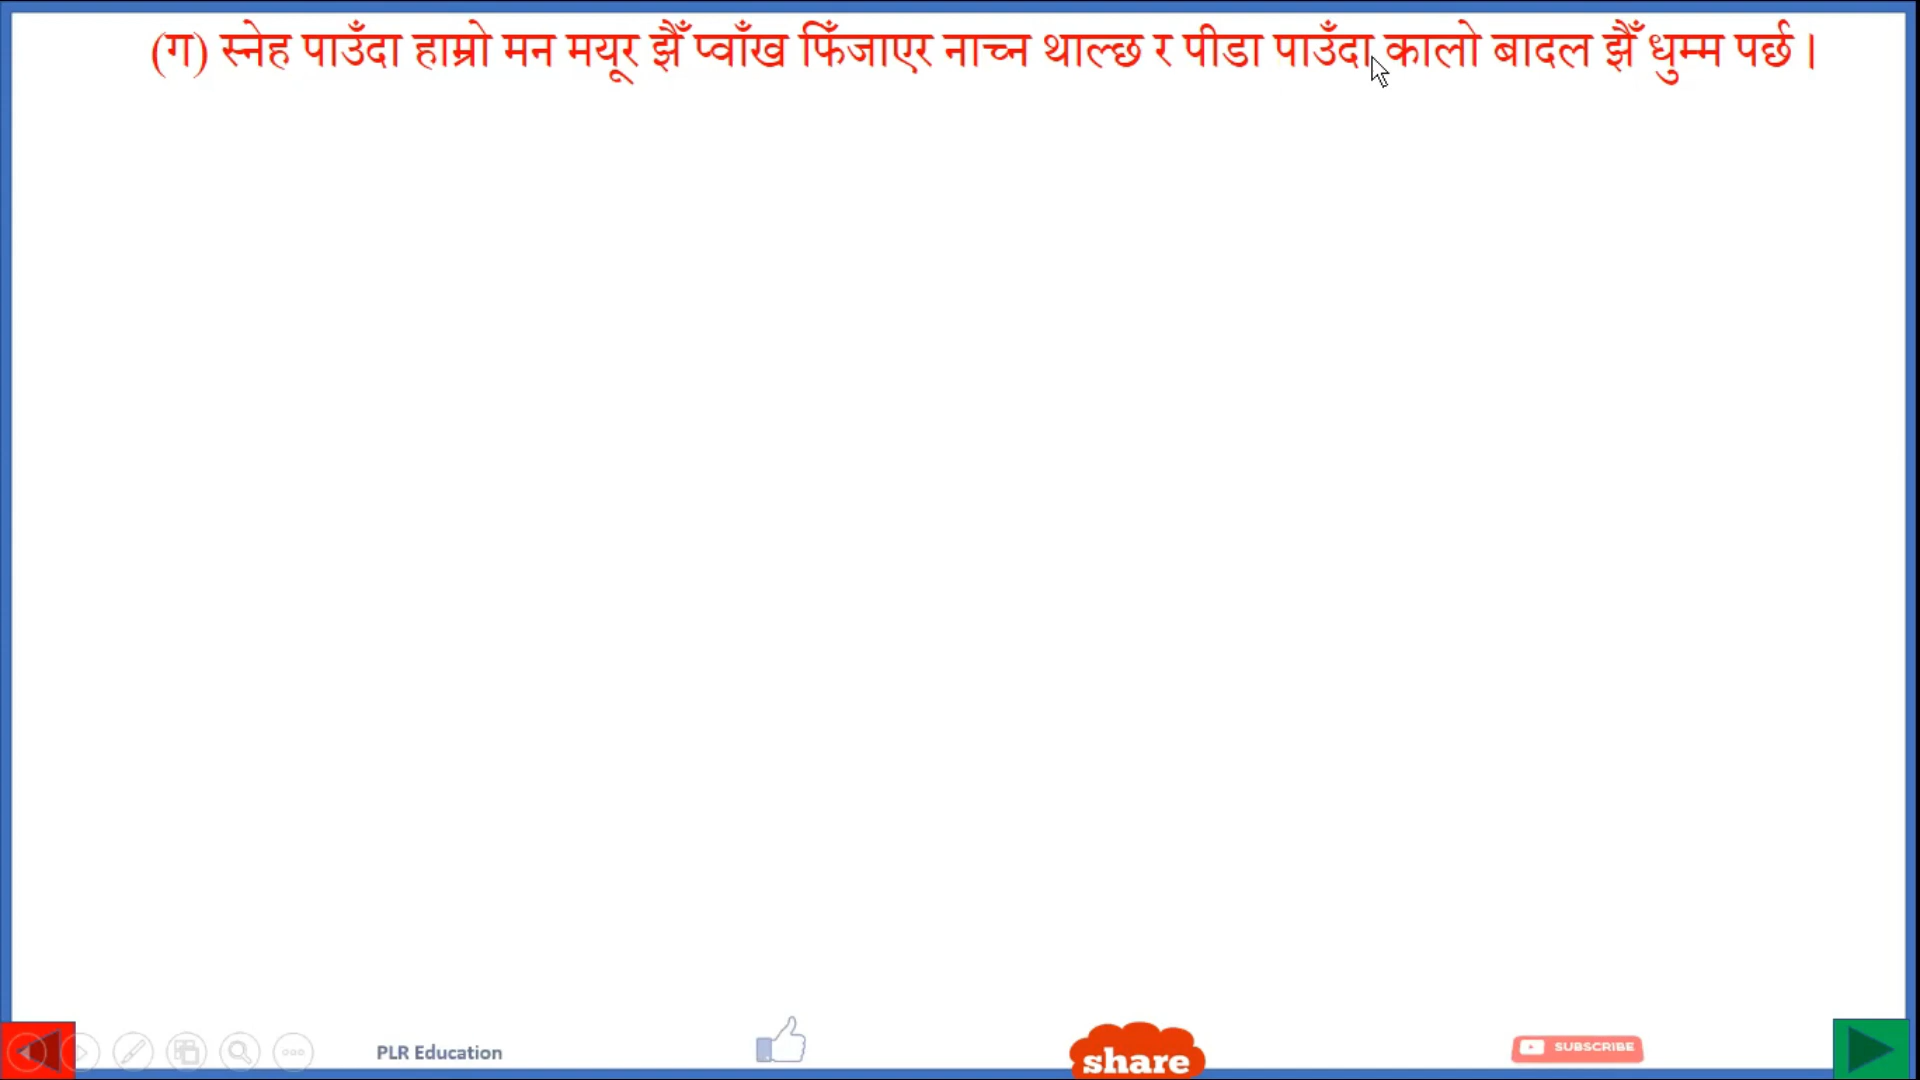 (ग) स्नेह पाउँदा हाम्रो मन मयूर झैँ प्वाँख फिँजाएर नाच्न थाल्छ र पीडा पाउँदा कालो बादल झैँ धुम्म पर्छ ।
PLR Education
share
SUBSCRIBE